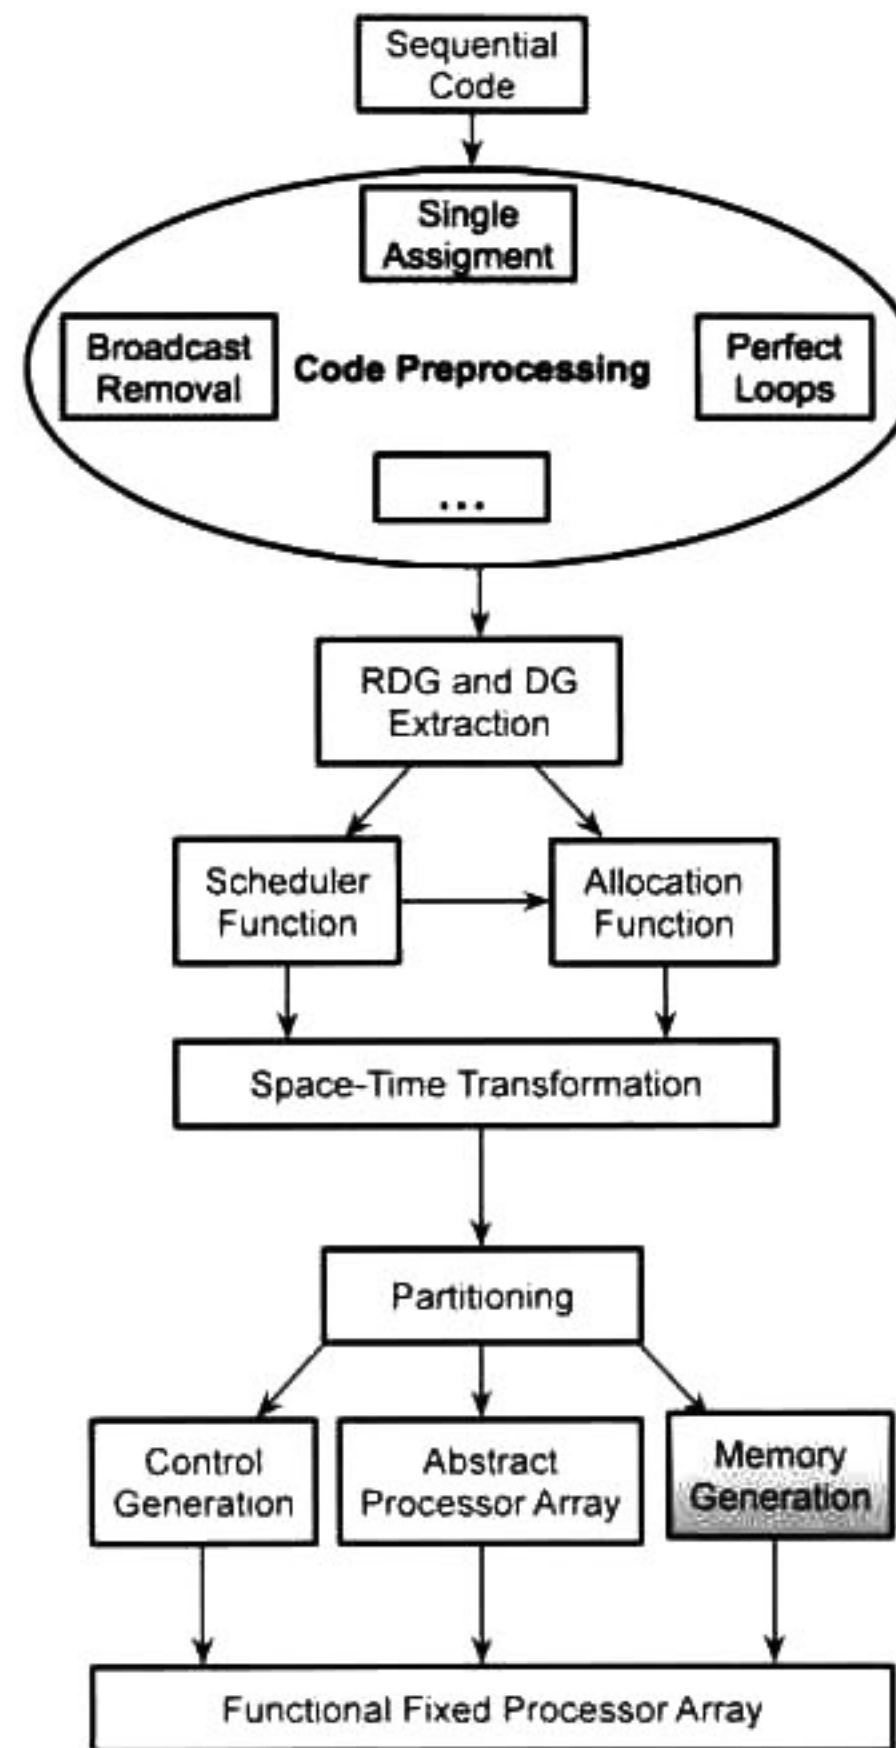 Sequential
Code
Single
Assigment
Broadcast
Removal
Code Preprocessing
Perfect
Loops
...
RDG and DG
Extraction
Scheduler
Function
Allocation
Function
Space-Time Transformation
Partitioning
Control
Generation
Abstract
Processor Array
Memory
Generation
Functional Fixed Processor Array